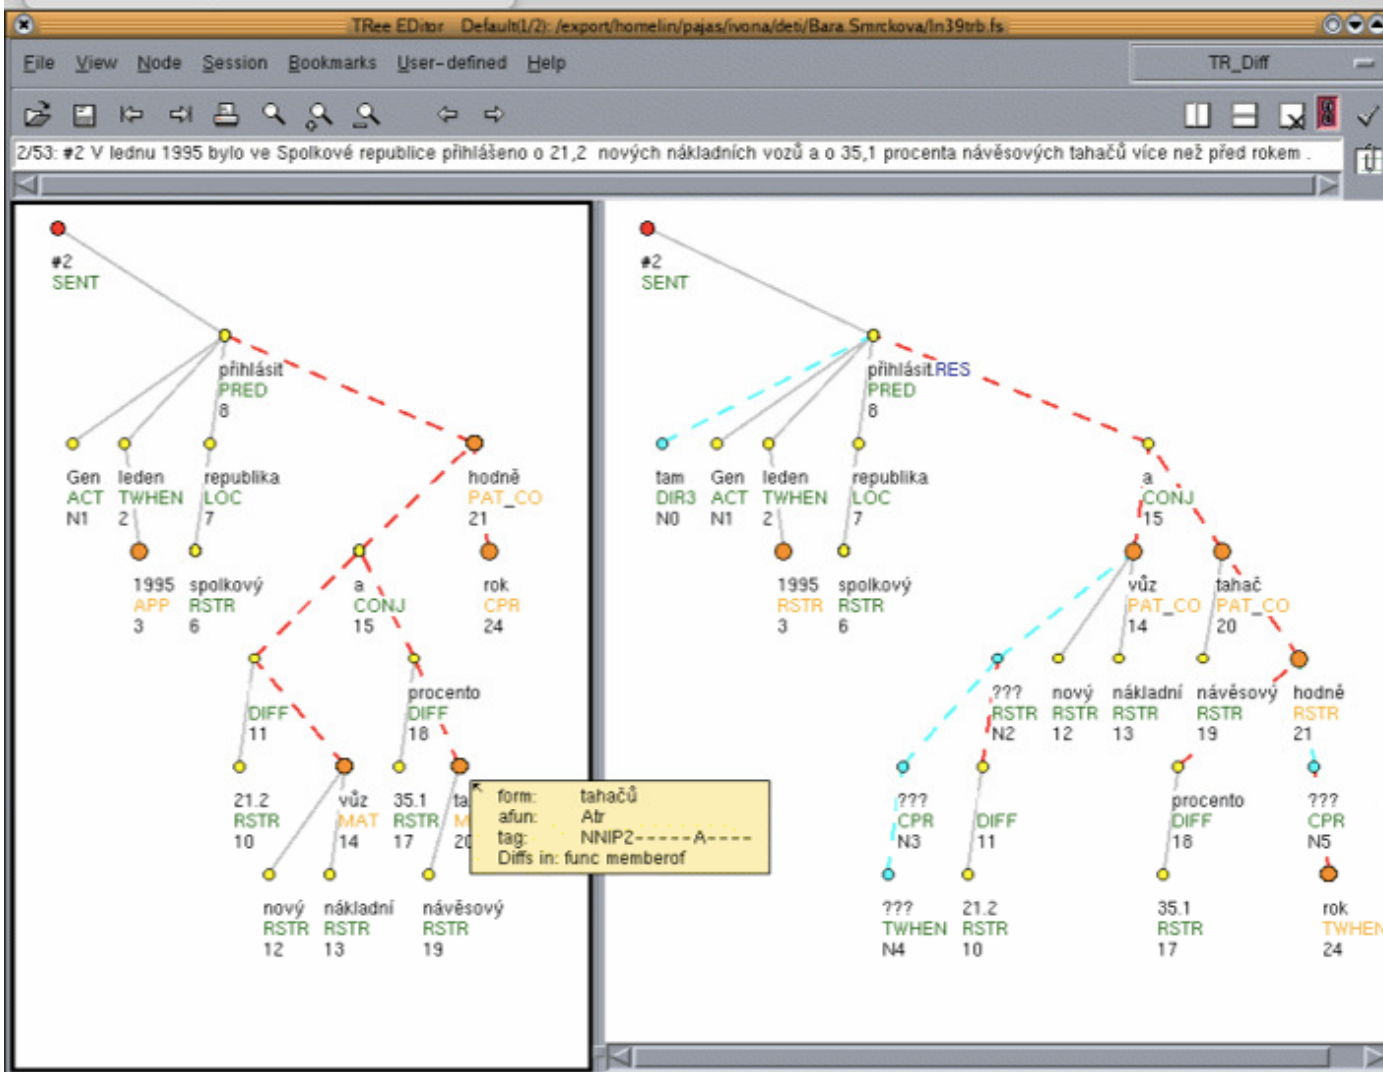 TRee EDitor Default(1/2): /export/homelin/pajas/ivona/deti/Bara.Smrckova/ln39trb.fs
File View Node Session Bookmarks User-defined Help
TR_Diff
2/53: #2 V lednu 1995 bylo ve Spolkové republice přihlášeno o 21,2 nových nákladních vozů a o 35,1 procenta návěsových tahačů více než před rokem .
#2
SENT
přihlásit
PRED
8
Gen leden republika hodně
ACT TWHEN LOC PAT_CO
N1 2 7 21
1995 spolkový a rok
APP RSTR CONJ CPR
3 6 15 24
procento
DIFF DIFF
11 18
21.2 vůz 35.1 ta
RSTR MAT RSTR M
10 14 17 20
form: tahačů
afun: Atr
tag: NNIP2-----A----
Diffs in: func memberof
nový nákladní návěsový
RSTR RSTR RSTR
12 13 19
#2
SENT
přihlásit.RES
PRED
8
tam Gen leden republika a
DIR3 ACT TWHEN LOC CONJ
N0 N1 2 7 15
1995 spolkový vůz tahač
RSTR RSTR PAT_CO PAT_CO
3 6 14 20
??? nový nákladní návěsový hodně
RSTR RSTR RSTR RSTR RSTR
N2 12 13 19 21
??? procento ???
CPR DIFF DIFF CPR
N3 11 18 N5
??? 21.2 35.1 rok
TWHEN RSTR RSTR TWHEN
N4 10 17 24